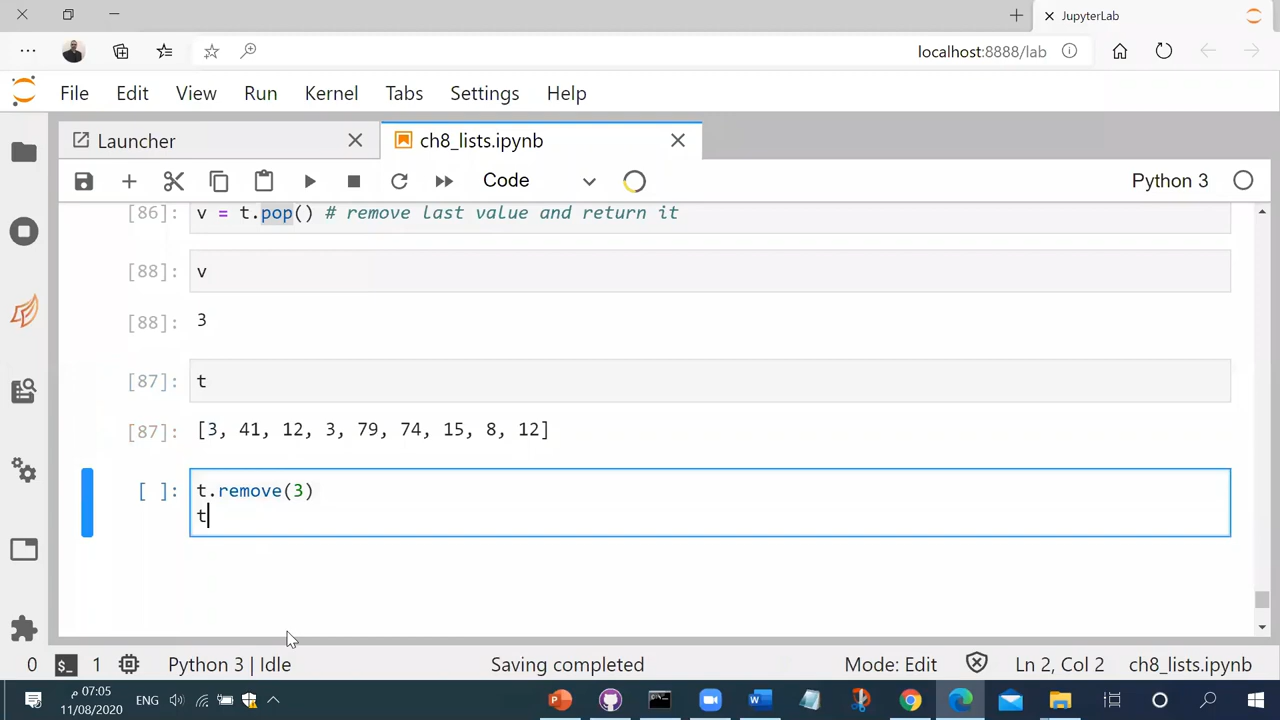 JupyterLab
localhost:8888/lab
File Edit View Run Kernel Tabs Settings Help
Launcher
ch8_lists.ipynb
Code
Python 3
[86]: v = t.pop() # remove last value and return it
[88]: v
[88]: 3
[87]: t
[87]: [3, 41, 12, 3, 79, 74, 15, 8, 12]
[ ]: t.remove(3)
t
0 $_ 1 Python 3 | Idle Saving completed Mode: Edit Ln 2, Col 2 ch8_lists.ipynb
07:05 م
11/08/2020
ENG